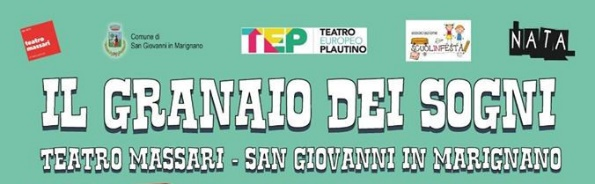 teatro massari
Comune di
San Giovanni in Marignano
TEP
TEATRO
EUROPEO
PLAUTINO
SCUOLINFESTA
NATA
IL GRANAIO DEI SOGNI
TEATRO MASSARI - SAN GIOVANNI IN MARIGNANO